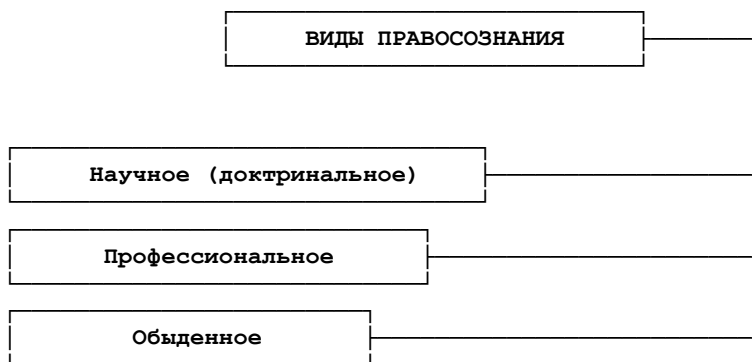 ВИДЫ ПРАВОСОЗНАНИЯ
Научное (доктринальное)
Профессиональное
Обыденное